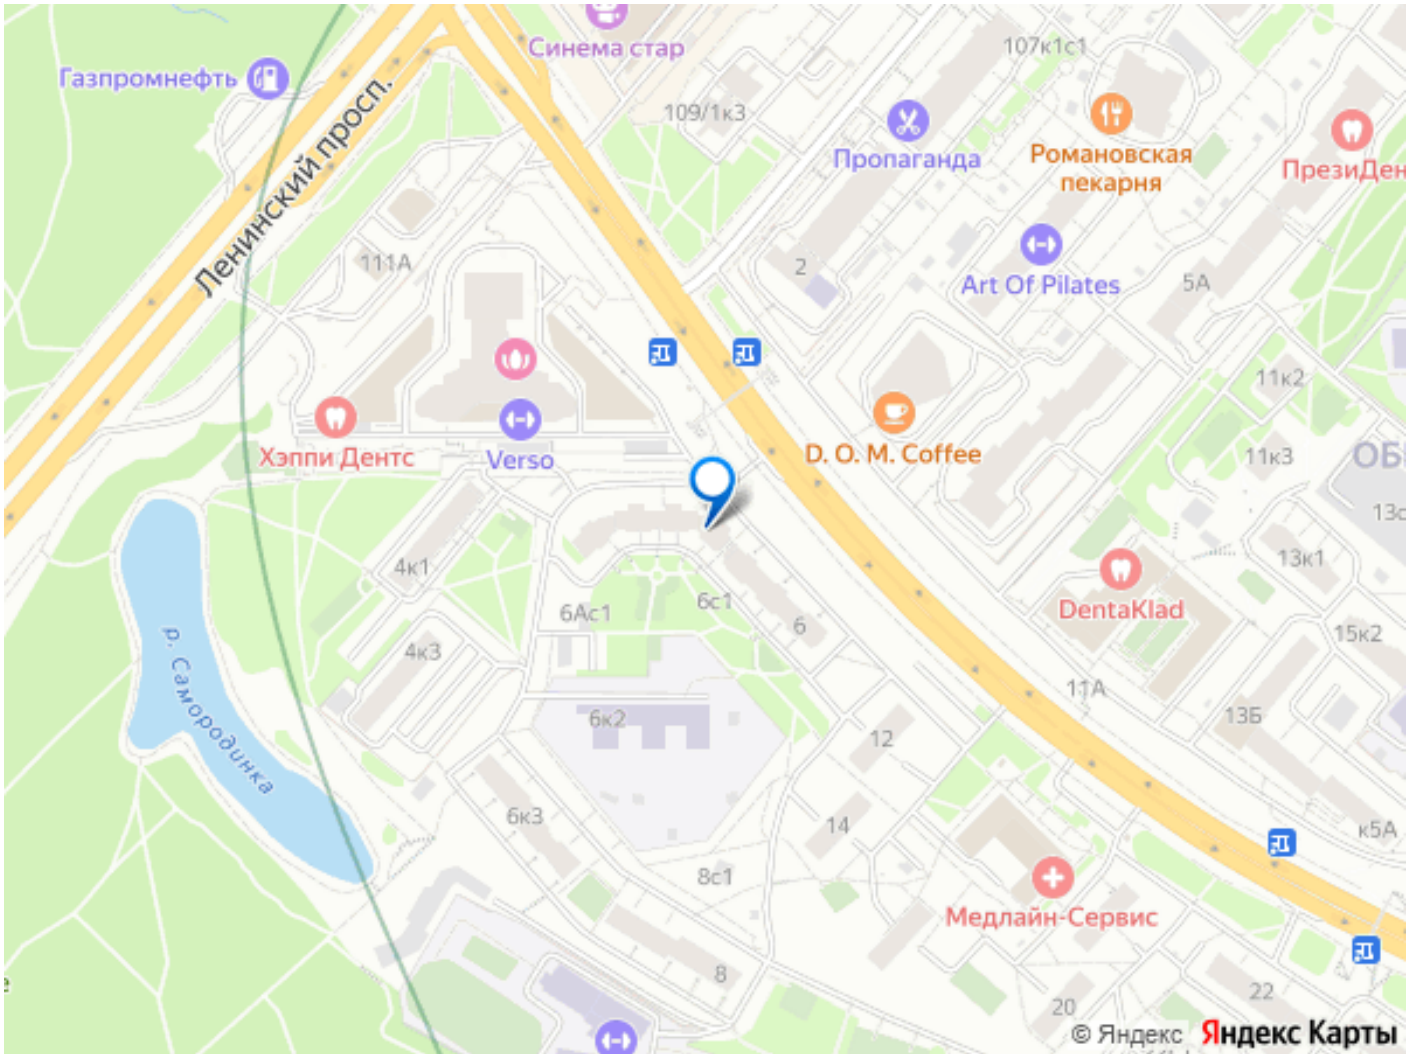 Синема стар
107к1с1
Газпромнефть
109/1к3
Пропаганда
Романовская
пекарня
ПрезиДен
Ленинский просп.
111А
2
Art Of Pilates
5А
11к2
Хэппи Дентс
Verso
D. O. M. Coffee
11к3
ОБ
13с
4к1
6Ас1
6с1
6
DentaKlad
13к1
4к3
15к2
р. Самородинка
6к2
11А
13Б
12
6к3
14
к5А
8с1
Медлайн-Сервис
8
20
22
е
© Яндекс Яндекс Карты